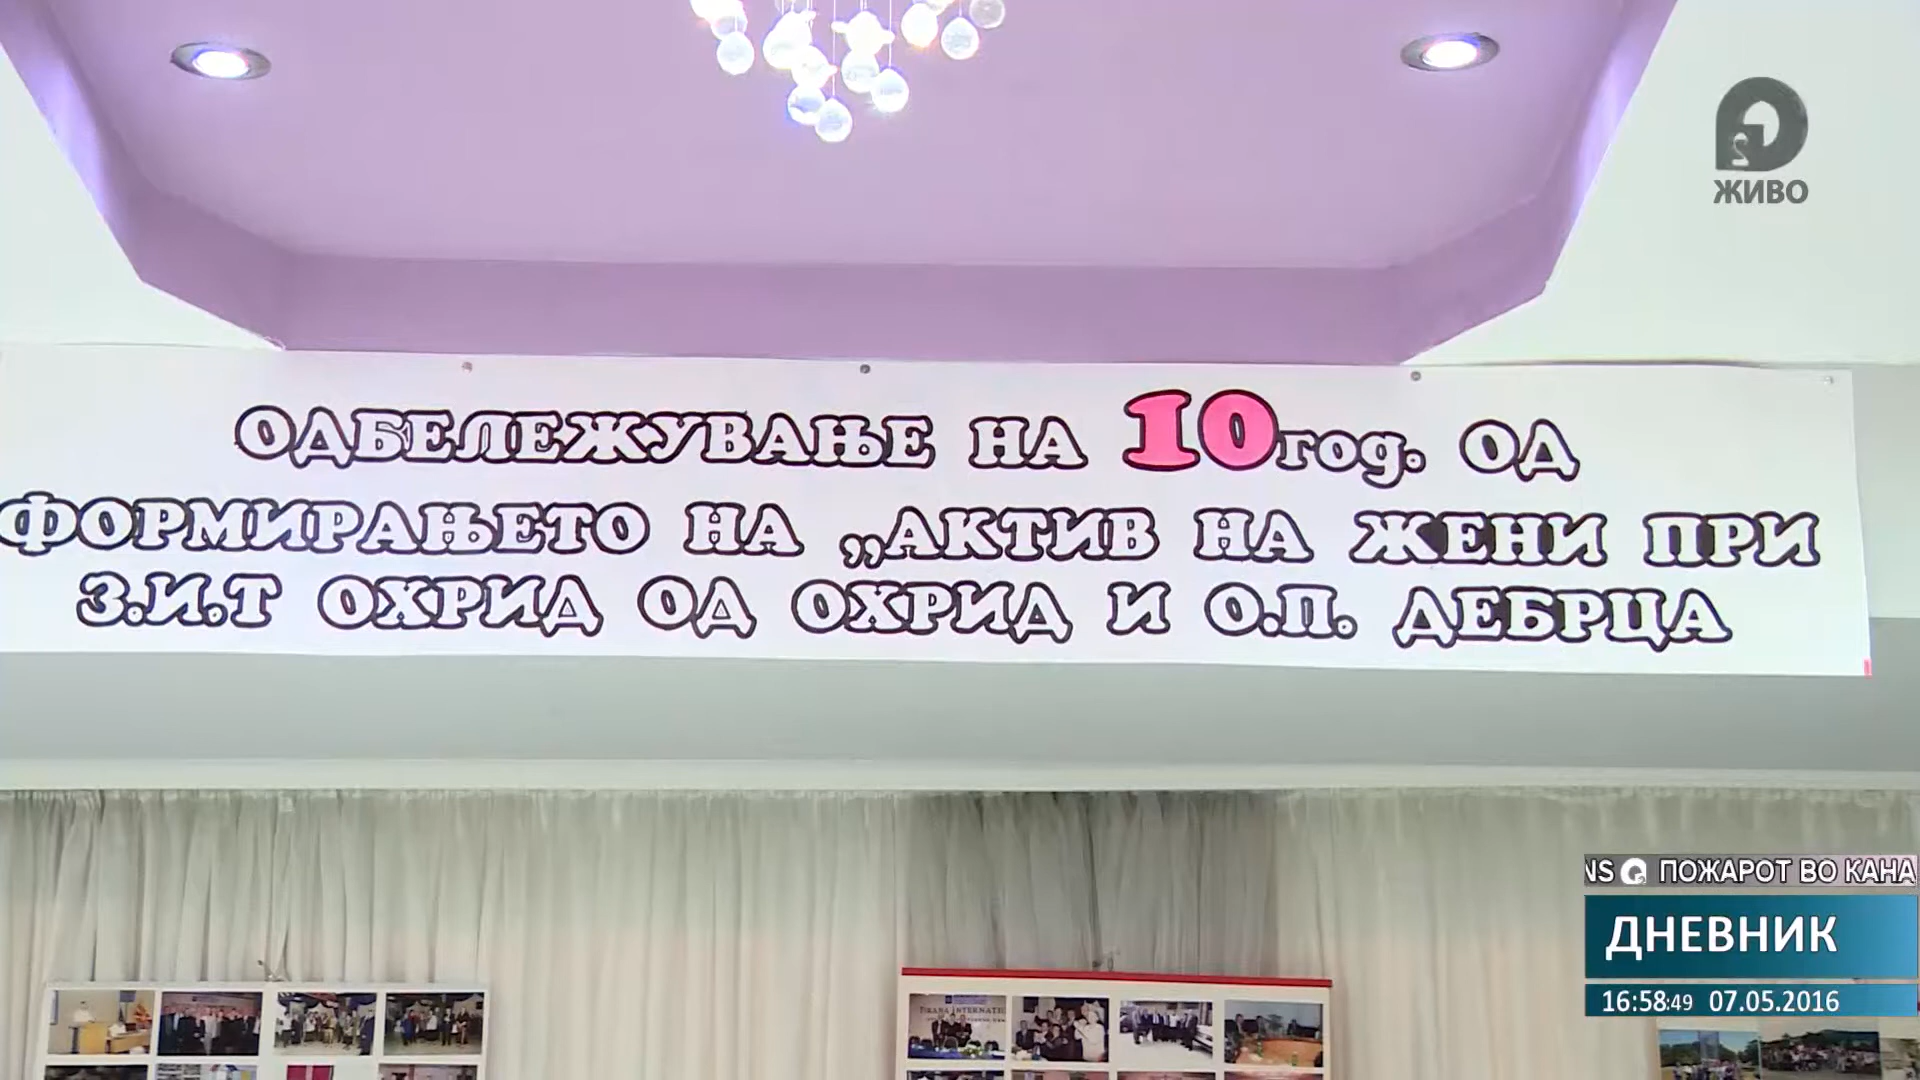 ЖИВО
ОДБЕЛЕЖУВАЊЕ НА 10год. ОД
ФОРМИРАЊЕТО НА „АКТИВ НА ЖЕНИ ПРИ
З.И.Т ОХРИД ОД ОХРИД И О.П. ДЕБРЦА
NS ПОЖАРОТ ВО КАНА
ДНЕВНИК
16:58:49 07.05.2016